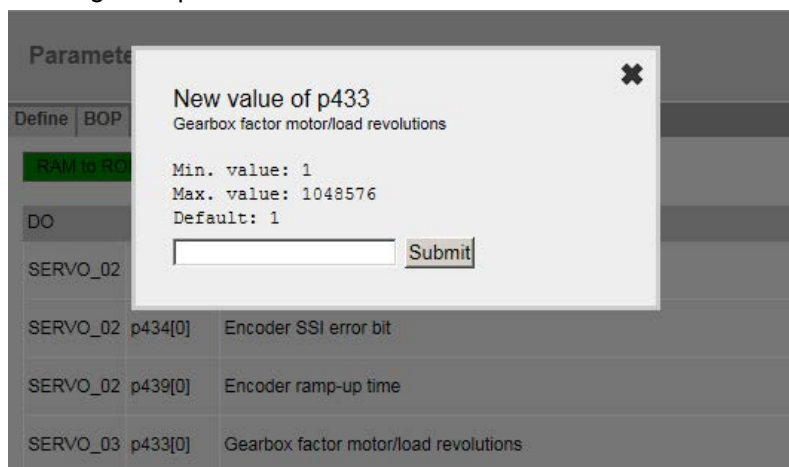 Paramete
New value of p433
Gearbox factor motor/load revolutions
Define BOP
Min. value: 1
RAM to RO
Max. value: 1048576
Default: 1
DO
Submit
SERVO_02
SERVO_02 p434[0] Encoder SSI error bit
SERVO_02 p439[0] Encoder ramp-up time
SERVO_03 p433[0] Gearbox factor motor/load revolutions